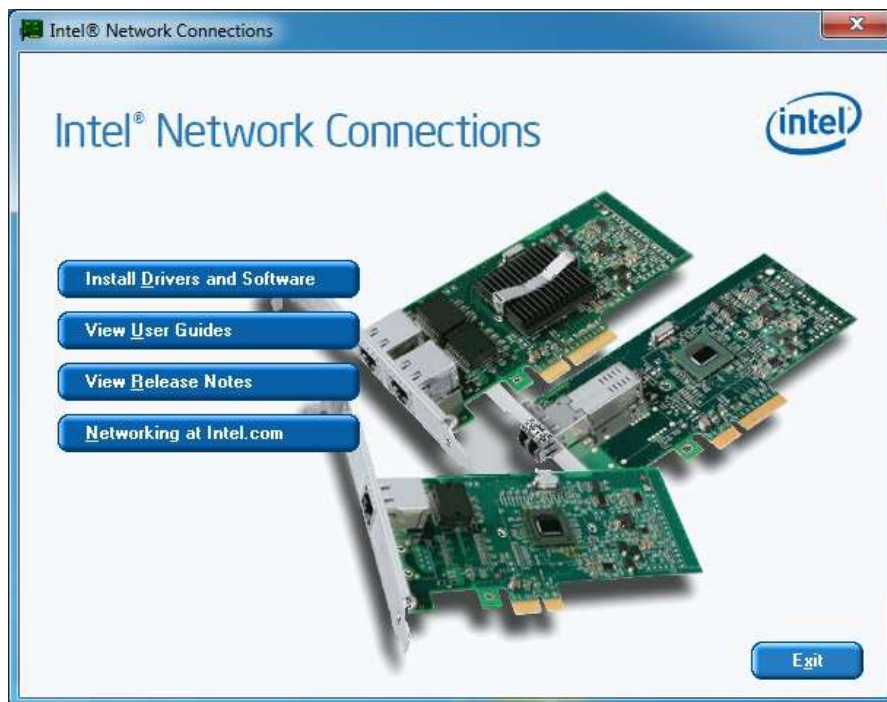 Intel® Network Connections
Intel® Network Connections
intel
Install Drivers and Software
View User Guides
View Release Notes
Networking at Intel.com
Exit